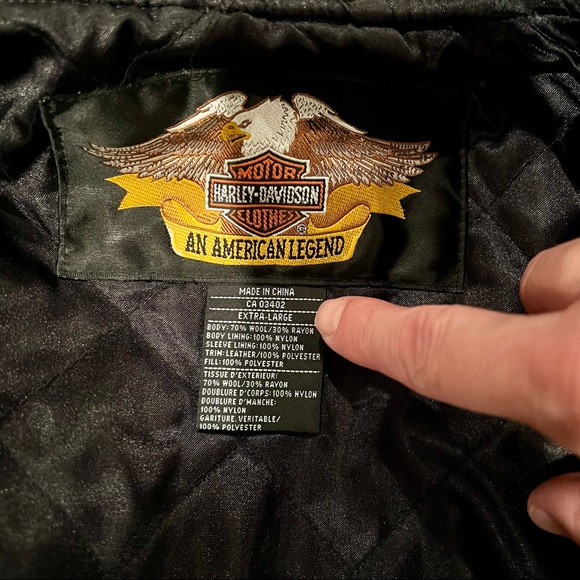 MOTOR
HARLEY-DAVIDSON
CLOTHES
®
AN AMERICAN LEGEND
MADE IN CHINA
CA 03402
EXTRA-LARGE
BODY: 70% WOOL/30% RAYON
BODY LINING: 100% NYLON
SLEEVE LINING: 100% NYLON
TRIM: LEATHER/100% POLYESTER
FILL: 100% POLYESTER
TISSUE D'EXTERIEUR:
70% WOOL/30% RAYON
DOUBLURE D'CORPS: 100% NYLON
DOUBLURE D'MANCHE:
100% NYLON
GARITURE. VERITABLE/
100% POLYESTER